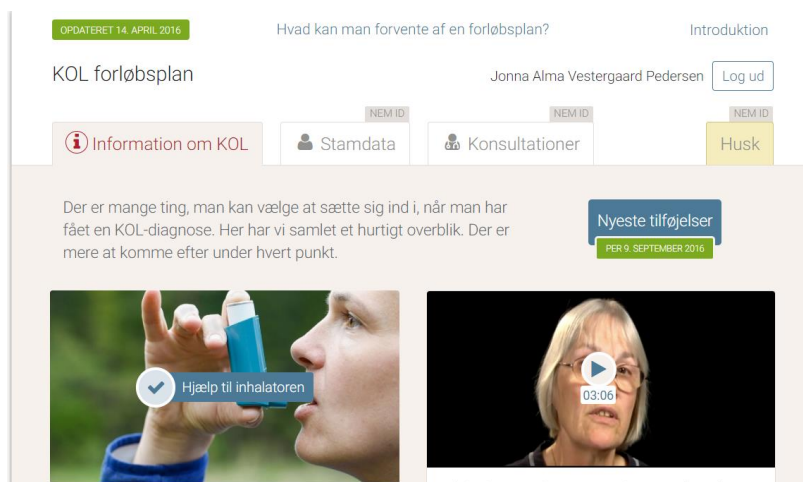 OPDATERET 14. APRIL 2016
Hvad kan man forvente af en forløbsplan?
Introduktion
KOL forløbsplan
Jonna Alma Vestergaard Pedersen
Log ud
NEM ID
NEM ID
NEM ID
Information om KOL
Stamdata
Konsultationer
Husk
Der er mange ting, man kan vælge at sætte sig ind i, når man har
fået en KOL-diagnose. Her har vi samlet et hurtigt overblik. Der er
mere at komme efter under hvert punkt.
Nyeste tilføjelser
PER 9. SEPTEMBER 2016
Hjælp til inhalatoren
03:06